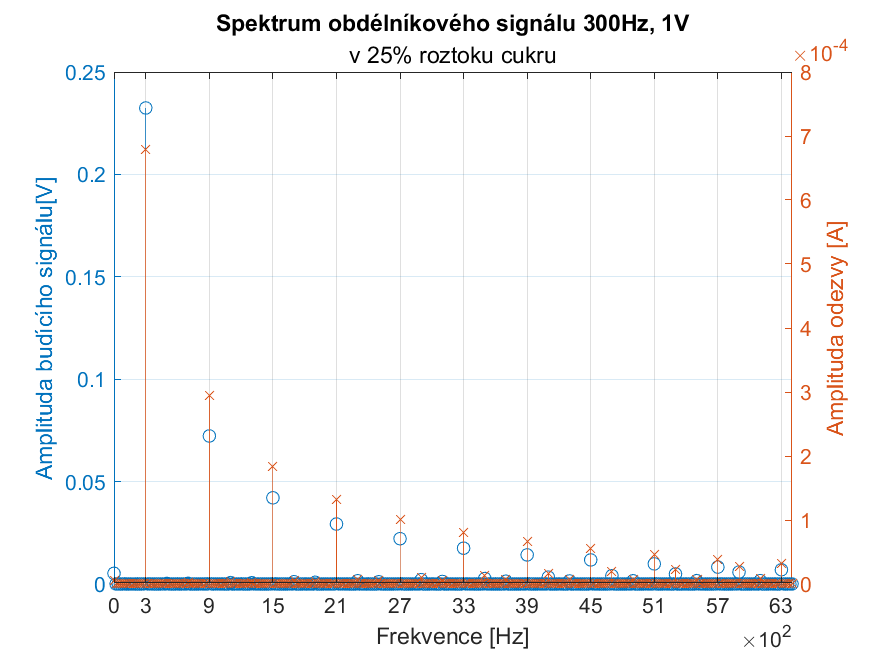 Spektrum obdélníkového signálu 300Hz, 1V
v 25% roztoku cukru
×10⁻⁴
0.25
0.2
0.15
0.1
0.05
0
Amplituda budícího signálu[V]
8
7
6
5
4
3
2
1
0
Amplituda odezvy [A]
0 3 9 15 21 27 33 39 45 51 57 63
Frekvence [Hz]
×10²